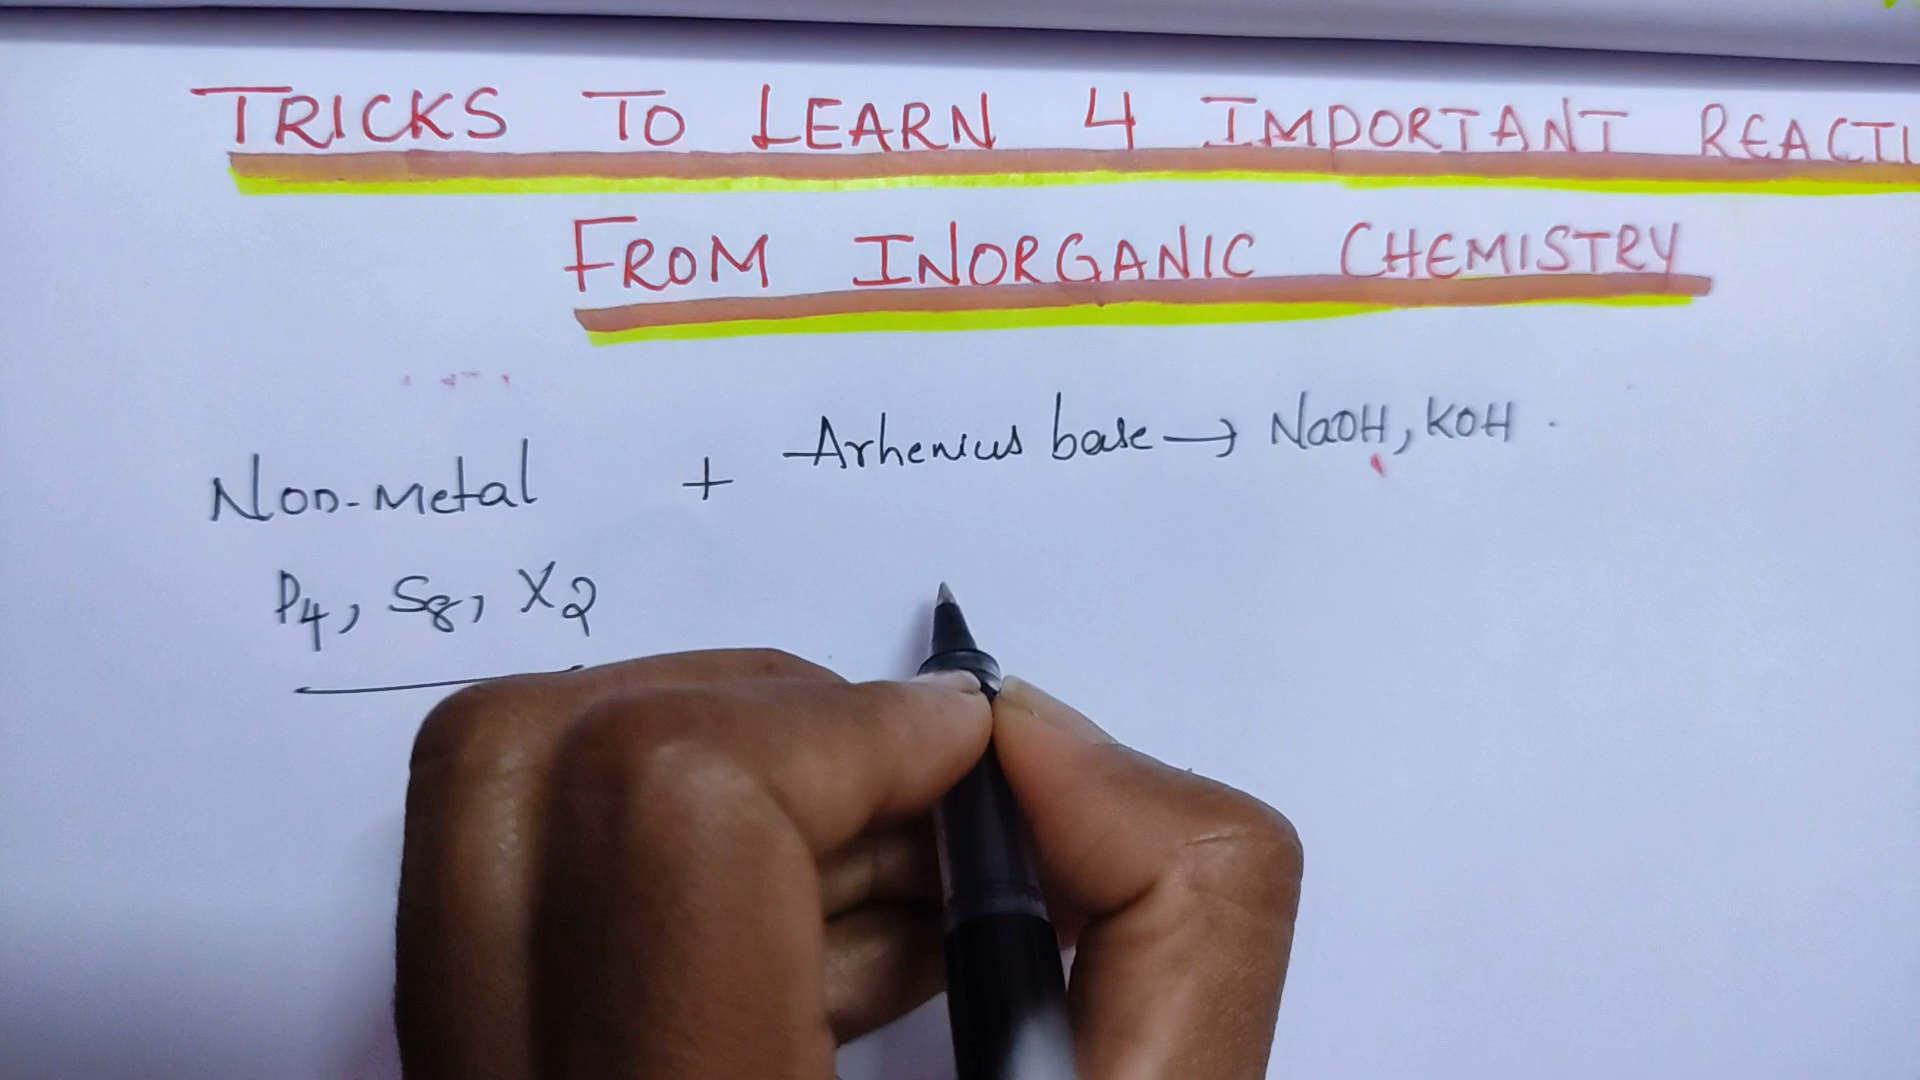 TRICKS TO LEARN 4 IMPORTANT REACTI
FROM INORGANIC CHEMISTRY
Non-Metal + Arhenius base → NaOH, KOH.
P4, S8, X2